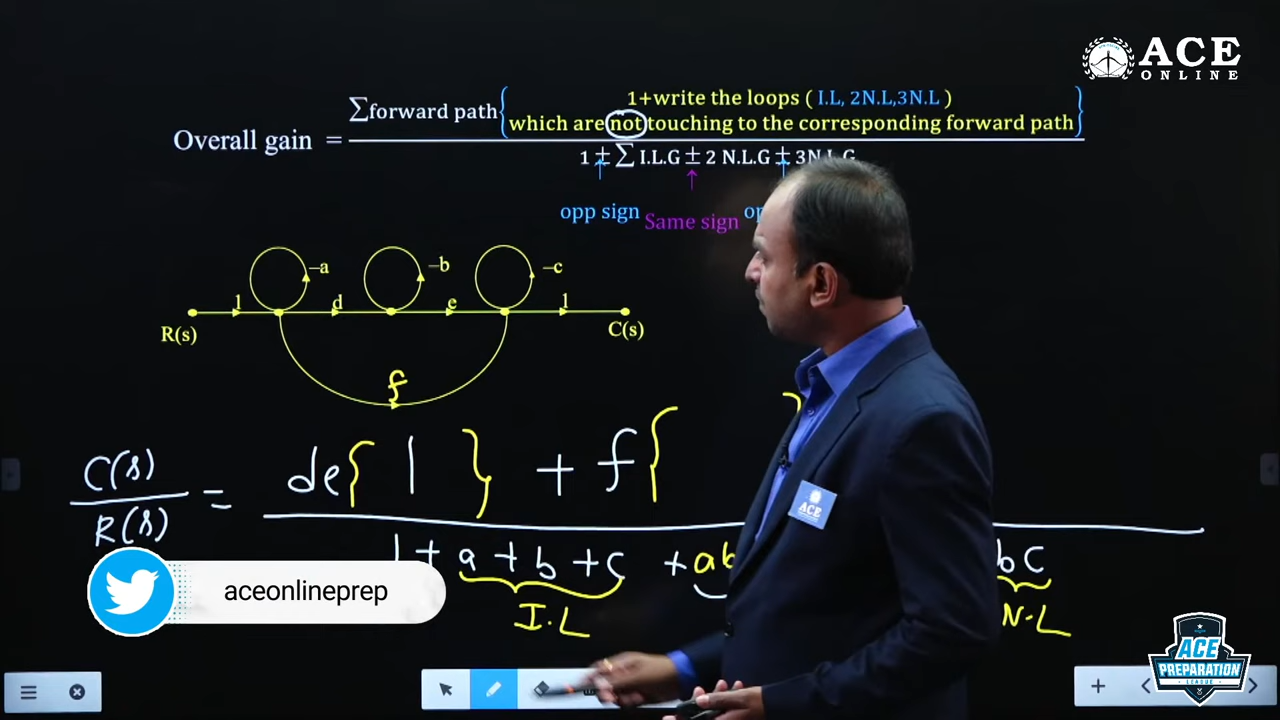 ACE
ONLINE
Overall gain = ∑forward path{1+write the loops ( I.L, 2N.L,3N.L )
which are not touching to the corresponding forward path}
1 ± ∑ I.L.G ± 2 N.L.G ± 3N.L.G
opp sign Same sign
–a –b –c
1 d e 1
R(s) C(s)
f
C(s)/R(s) = de{ 1 } + f{ }
1 + a + b + c + ab bc
I.L N.L
aceonlineprep
ACE
ACE
PREPARATION
LEAGUE